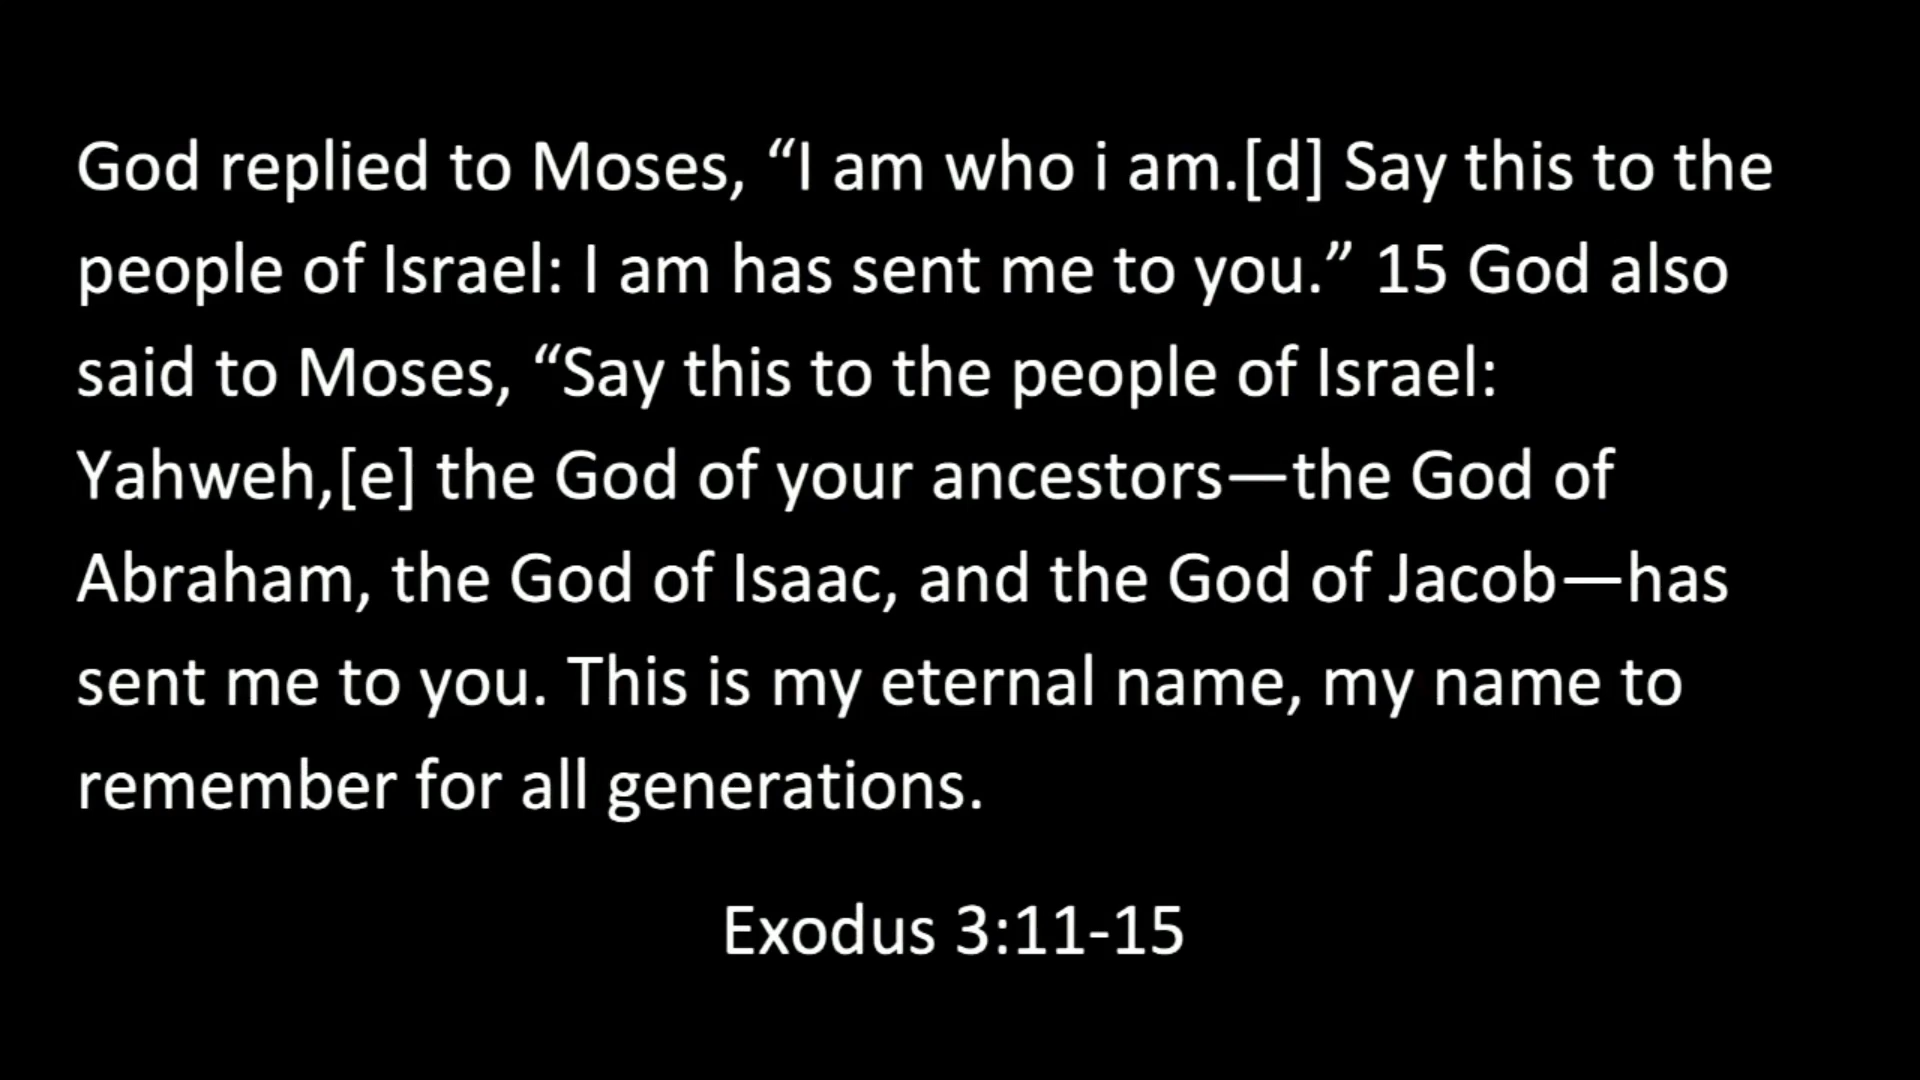 God replied to Moses, “I am who i am.[d] Say this to the
people of Israel: I am has sent me to you.” 15 God also
said to Moses, “Say this to the people of Israel:
Yahweh,[e] the God of your ancestors—the God of
Abraham, the God of Isaac, and the God of Jacob—has
sent me to you. This is my eternal name, my name to
remember for all generations.
Exodus 3:11-15